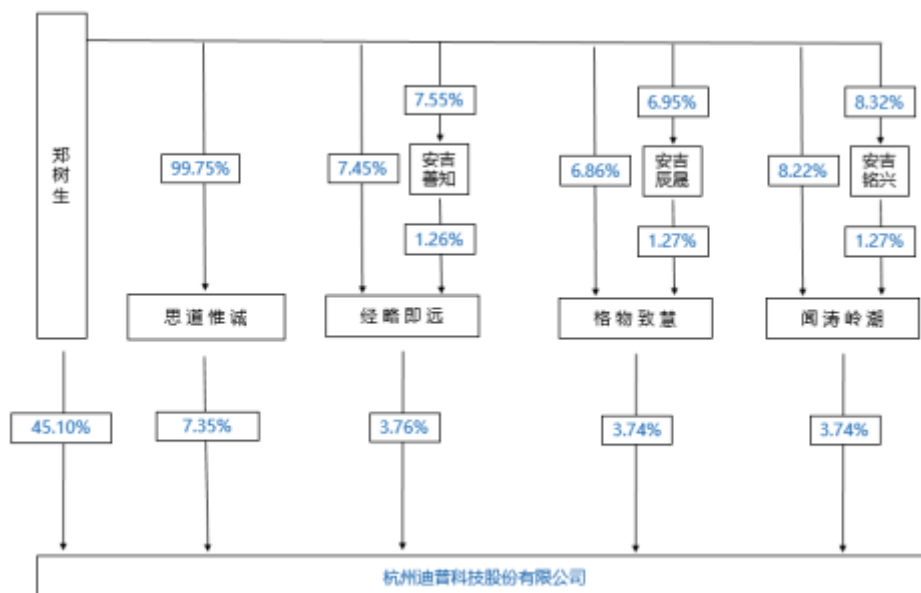 郑
树
生
7.55%
6.95%
8.32%
99.75%
7.45%
安吉
善知
6.86%
安吉
辰晟
8.22%
安吉
铭兴
1.26%
1.27%
1.27%
思道惟诚
经略即远
格物致慧
闻涛岭潮
45.10%
7.35%
3.76%
3.74%
3.74%
杭州迪普科技股份有限公司